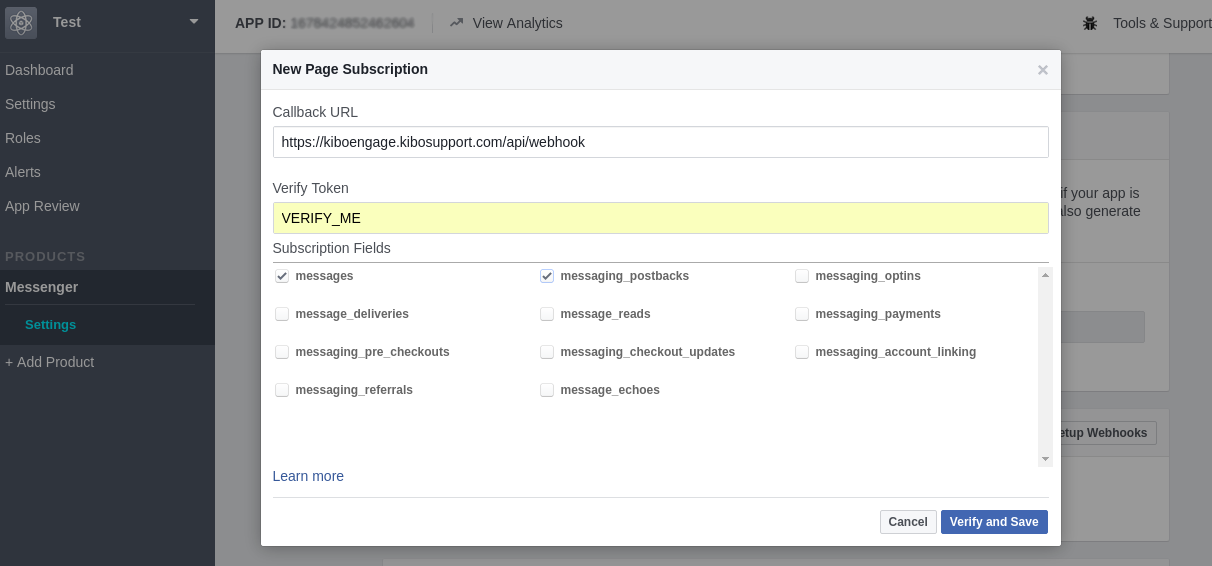 Test
APP ID:
View Analytics
Tools & Support
Dashboard
Settings
Roles
Alerts
App Review
PRODUCTS
Messenger
Settings
+ Add Product
New Page Subscription
×
Callback URL
https://kiboengage.kibosupport.com/api/webhook
Verify Token
VERIFY_ME
Subscription Fields
messages messaging_postbacks messaging_optins
message_deliveries message_reads messaging_payments
messaging_pre_checkouts messaging_checkout_updates messaging_account_linking
messaging_referrals message_echoes
Learn more
Cancel Verify and Save
if your app is
also generate
etup Webhooks